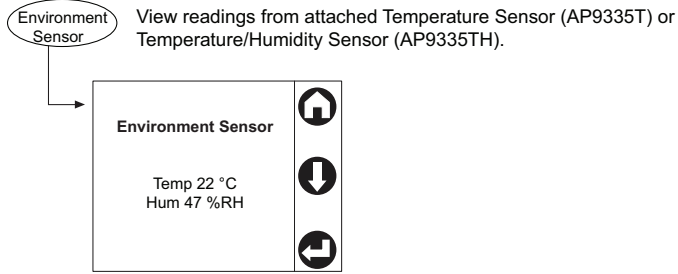 Environment
Sensor
View readings from attached Temperature Sensor (AP9335T) or
Temperature/Humidity Sensor (AP9335TH).
Environment Sensor
Temp 22 °C
Hum 47 %RH